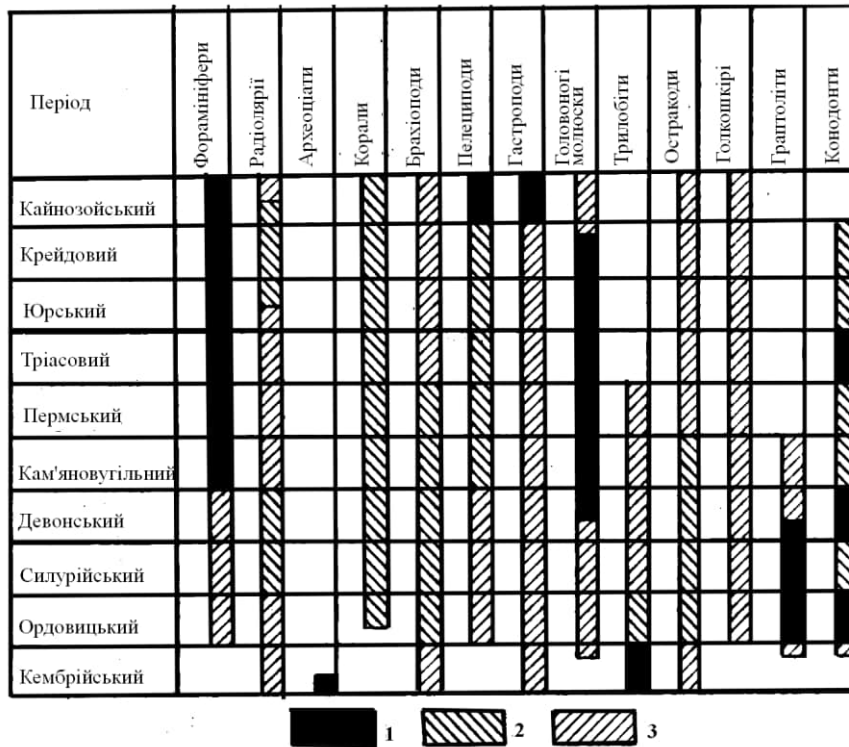 Період
Форамініфери
Радіолярії
Археоціати
Корали
Брахіоподи
Пелециподи
Гастроподи
Головоногі
молюски
Трилобіти
Остракоди
Голкошкірі
Граптоліти
Конодонти
Кайнозойський
Крейдовий
Юрський
Тріасовий
Пермський
Кам'яновугільний
Девонський
Силурійський
Ордовицький
Кембрійський
1
2
3